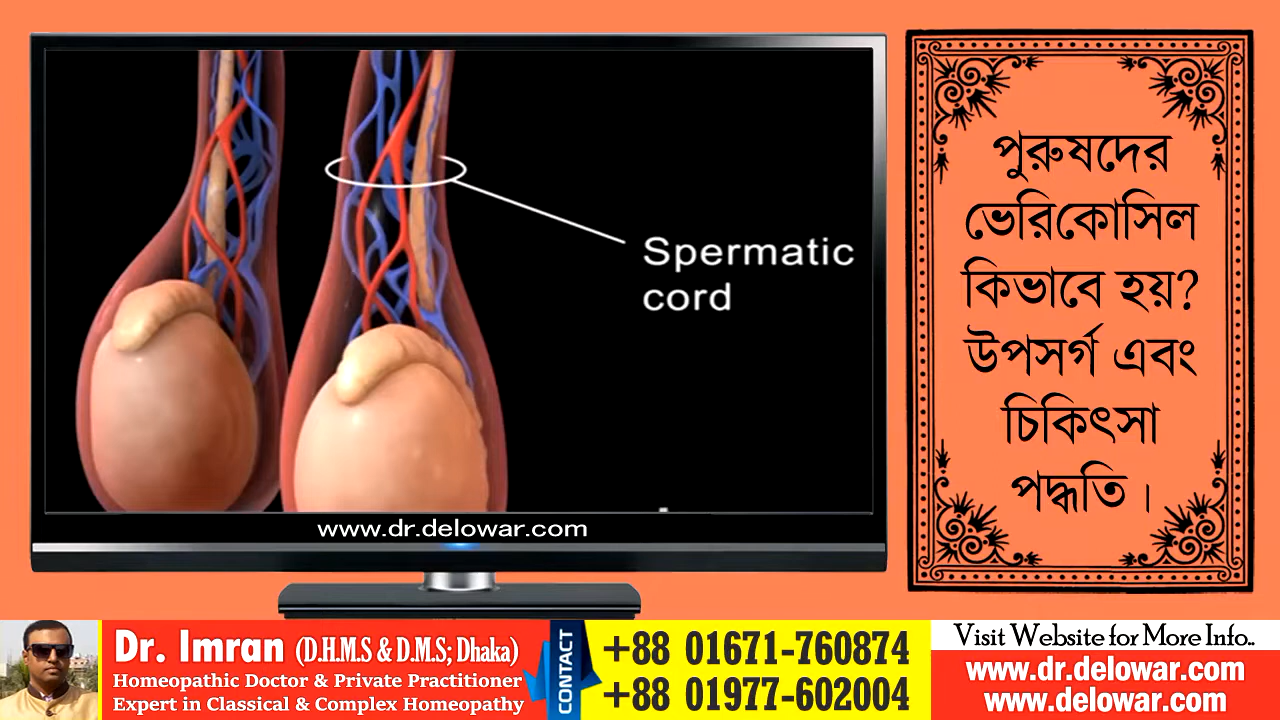 Spermatic
cord
www.dr.delowar.com
পুরুষদের
ভেরিকোসিল
কিভাবে হয়?
উপসর্গ এবং
চিকিৎসা
পদ্ধতি।
Dr. Imran (D.H.M.S & D.M.S; Dhaka)
Homeopathic Doctor & Private Practitioner
Expert in Classical & Complex Homeopathy
CONTACT
+88 01671-760874
+88 01977-602004
Visit Website for More Info..
www.dr.delowar.com
www.delowar.com